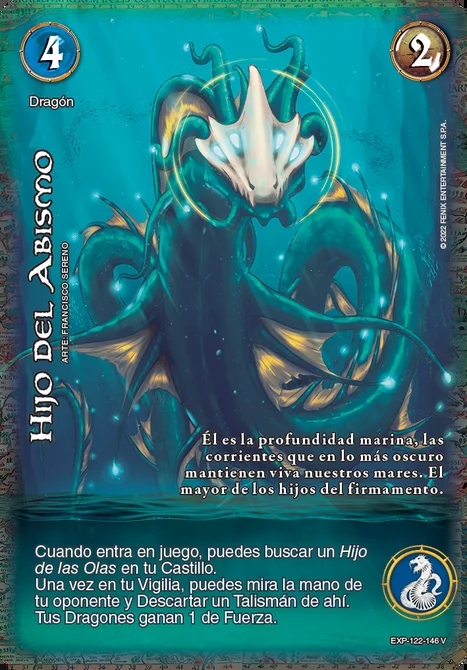 4
2
Dragón
Hijo del Abismo
ARTE: FRANCISCO SERENO
© 2022 FENIX ENTERTAINMENT S.P.A.
Él es la profundidad marina, las
corrientes que en lo más oscuro
mantienen viva nuestros mares. El
mayor de los hijos del firmamento.
Cuando entra en juego, puedes buscar un Hijo
de las Olas en tu Castillo.
Una vez en tu Vigilia, puedes mira la mano de
tu oponente y Descartar un Talismán de ahí.
Tus Dragones ganan 1 de Fuerza.
EXP-122-146 V